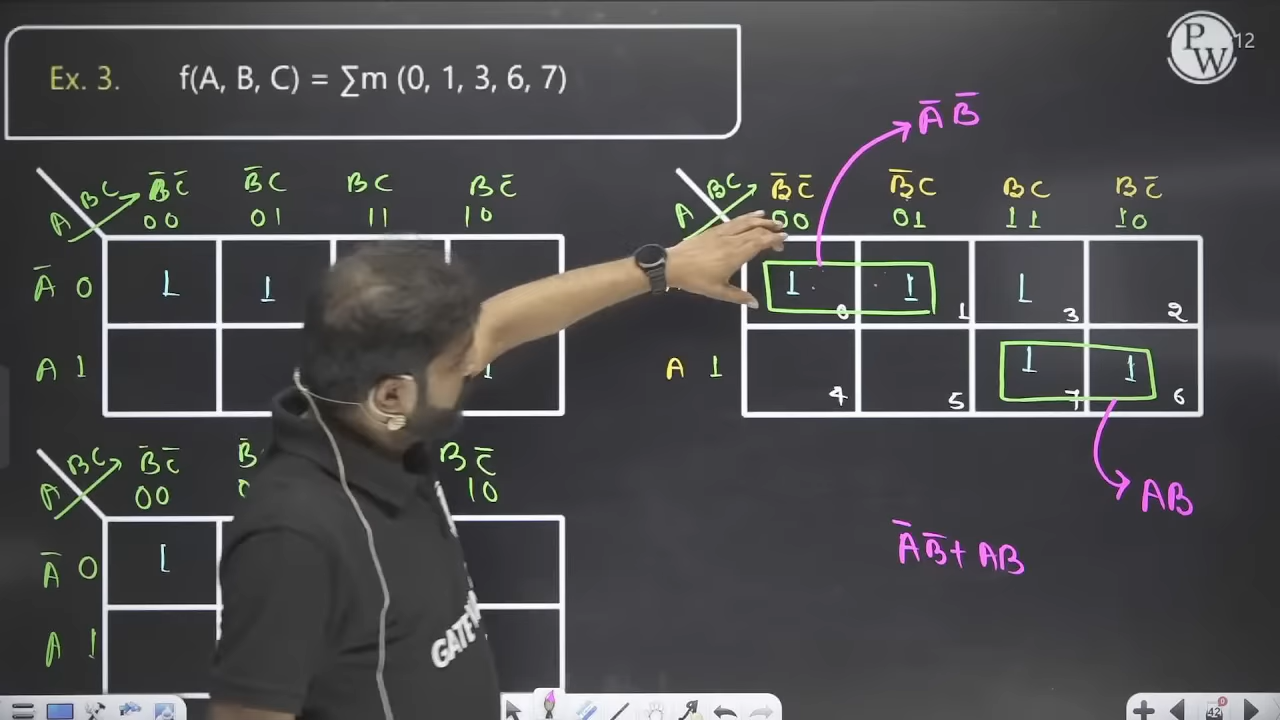 Ex. 3. f(A, B, C) = ∑m (0, 1, 3, 6, 7)
PW 12
A̅ B̅
A BC B̅C̅ B̅C BC BC̅
00 01 11 10
A̅ 0 1 1
A 1 1
A BC B̅C̅ B̅C BC BC̅
00 01 11 10
1 1 1
0 1 3 2
A 1 1 1
4 5 7 6
AB
A̅B̅ + AB
A BC B̅C̅ B̅ BC̅
00 10
A̅ 0 1
A 1
GATE
42